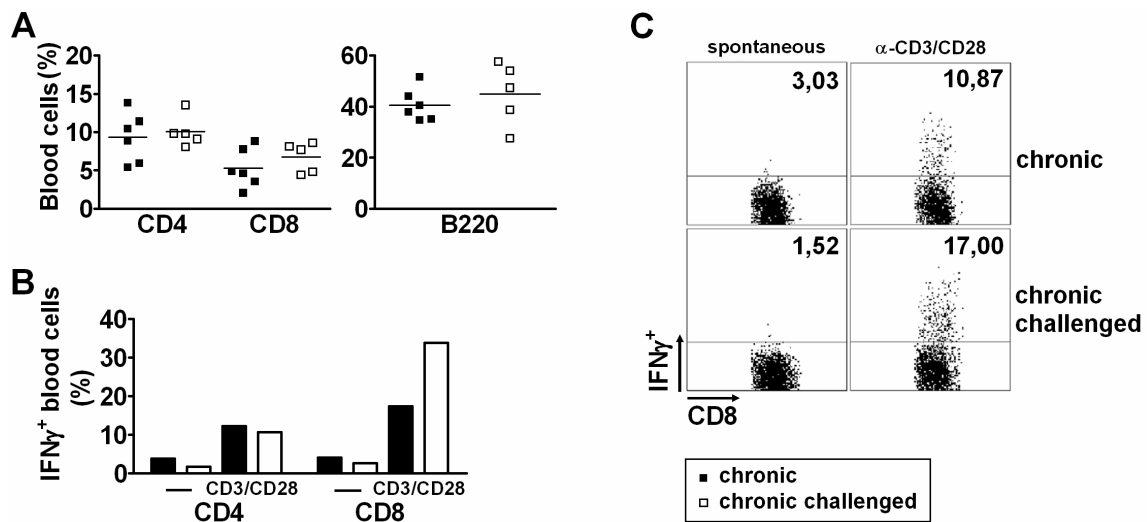 A
Blood cells (%)
20
15
10
5
0
CD4
CD8
60
40
20
0
B220
B
IFNγ+ blood cells
(%)
40
30
20
10
0
— CD3/CD28
— CD3/CD28
CD4
CD8
C
spontaneous
α-CD3/CD28
3,03
10,87
chronic
1,52
17,00
chronic
challenged
IFNγ+
CD8
chronic
chronic challenged